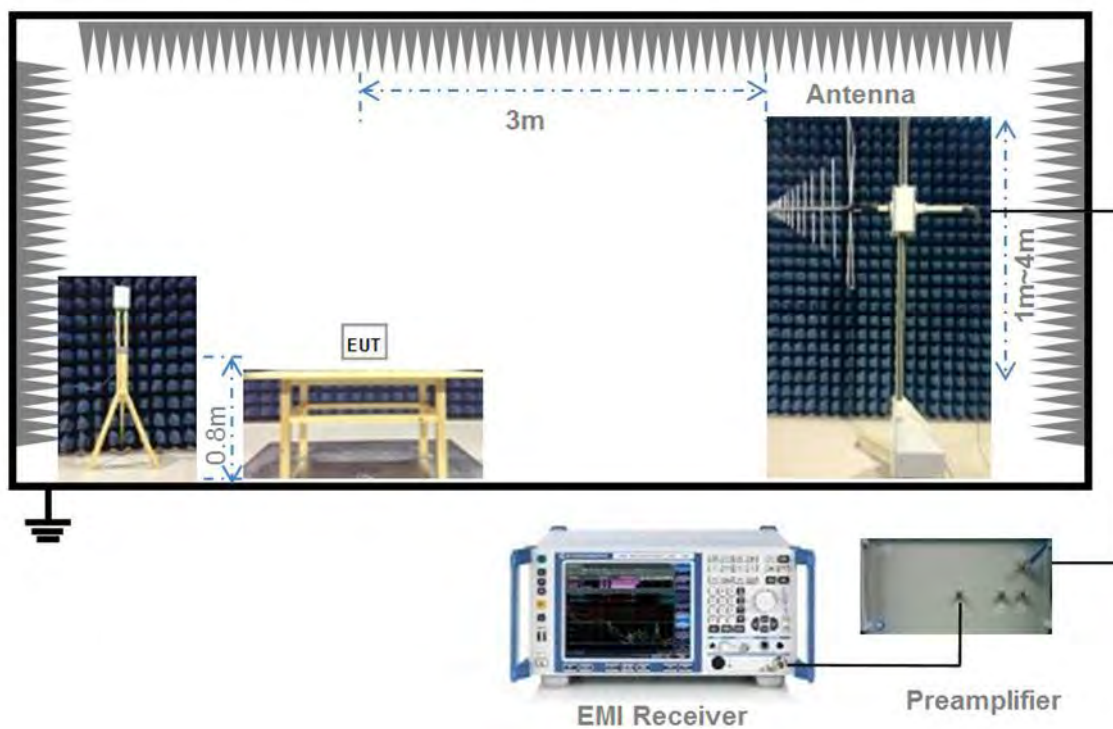 Antenna
3m
1m~4m
EUT
0.8m
EMI Receiver
Preamplifier